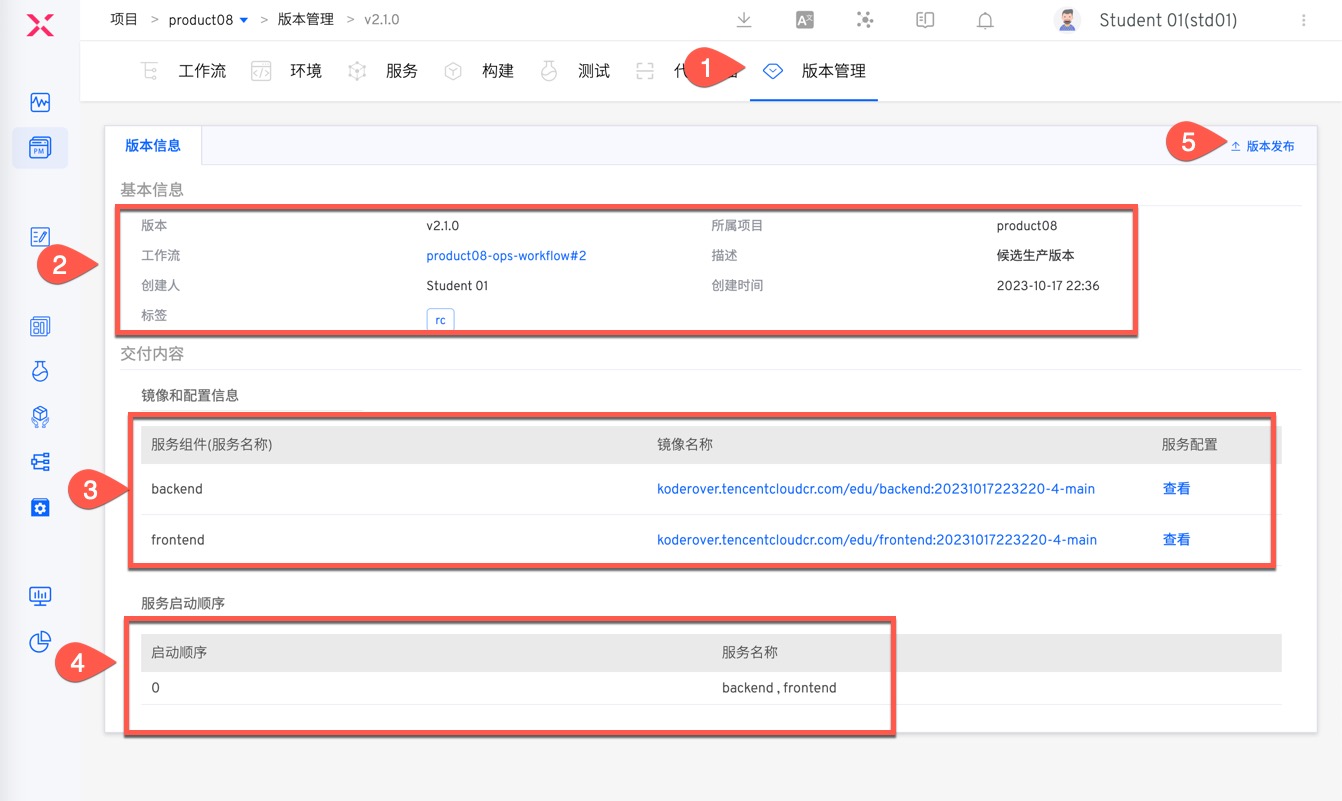 项目 > product08 > 版本管理 > v2.1.0 Student 01(std01)
工作流 环境 服务 构建 测试 代 1 版本管理
PM
版本信息 5 版本发布
基本信息
版本 v2.1.0 所属项目 product08
2 工作流 product08-ops-workflow#2 描述 候选生产版本
创建人 Student 01 创建时间 2023-10-17 22:36
标签 rc
交付内容
镜像和配置信息
服务组件(服务名称) 镜像名称 服务配置
3 backend koderover.tencentcloudcr.com/edu/backend:20231017223220-4-main 查看
frontend koderover.tencentcloudcr.com/edu/frontend:20231017223220-4-main 查看
服务启动顺序
4 启动顺序 服务名称
0 backend , frontend